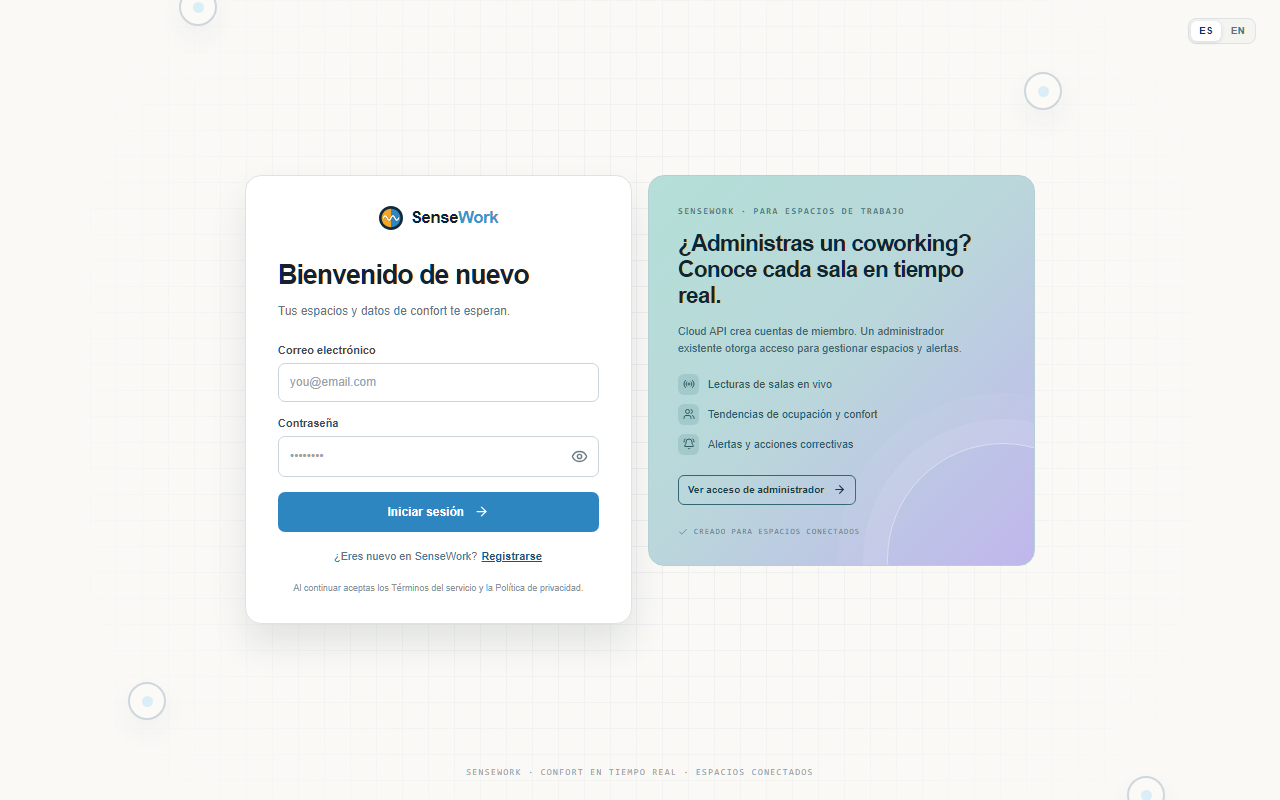 ES EN
SenseWork
Bienvenido de nuevo
Tus espacios y datos de confort te esperan.
Correo electrónico
you@email.com
Contraseña
••••••••
Iniciar sesión →
¿Eres nuevo en SenseWork? Registrarse
Al continuar aceptas los Términos del servicio y la Política de privacidad.
SENSEWORK · PARA ESPACIOS DE TRABAJO
¿Administras un coworking?
Conoce cada sala en tiempo
real.
Cloud API crea cuentas de miembro. Un administrador
existente otorga acceso para gestionar espacios y alertas.
Lecturas de salas en vivo
Tendencias de ocupación y confort
Alertas y acciones correctivas
Ver acceso de administrador →
✓ CREADO PARA ESPACIOS CONECTADOS
SENSEWORK · CONFORT EN TIEMPO REAL · ESPACIOS CONECTADOS